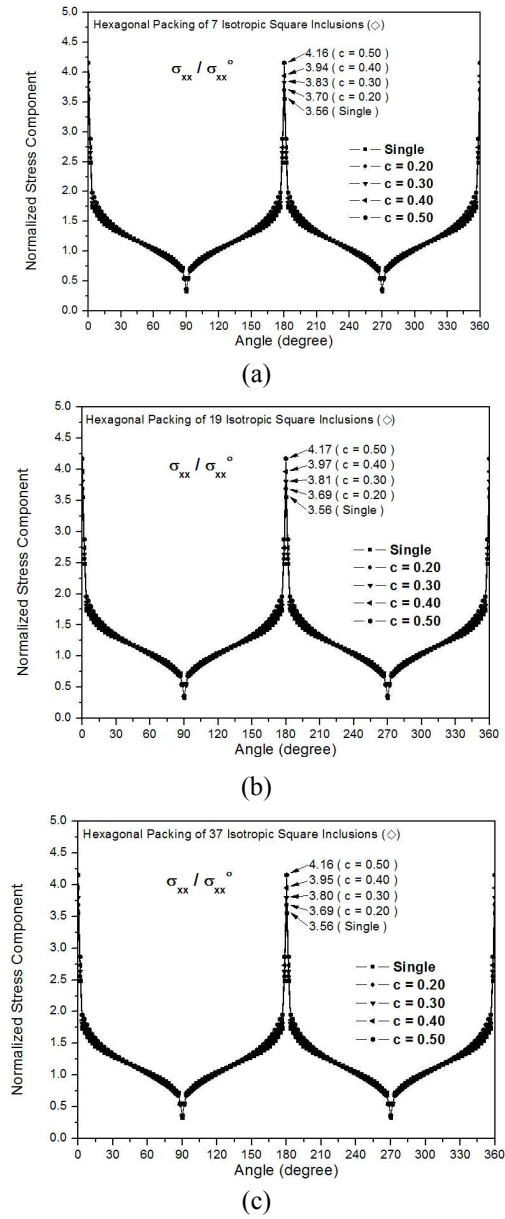 Hexagonal Packing of 7 Isotropic Square Inclusions (◇)
σxx / σxxº
4.16 ( c = 0.50 )
3.94 ( c = 0.40 )
3.83 ( c = 0.30 )
3.70 ( c = 0.20 )
3.56 ( Single )
Single
c = 0.20
c = 0.30
c = 0.40
c = 0.50
Normalized Stress Component
5.0
4.5
4.0
3.5
3.0
2.5
2.0
1.5
1.0
0.5
0.0
0 30 60 90 120 150 180 210 240 270 300 330 360
Angle (degree)
(a)
Hexagonal Packing of 19 Isotropic Square Inclusions (◇)
σxx / σxxº
4.17 ( c = 0.50 )
3.97 ( c = 0.40 )
3.81 ( c = 0.30 )
3.69 ( c = 0.20 )
3.56 ( Single )
Single
c = 0.20
c = 0.30
c = 0.40
c = 0.50
Normalized Stress Component
5.0
4.5
4.0
3.5
3.0
2.5
2.0
1.5
1.0
0.5
0.0
0 30 60 90 120 150 180 210 240 270 300 330 360
Angle (degree)
(b)
Hexagonal Packing of 37 Isotropic Square Inclusions (◇)
σxx / σxxº
4.16 ( c = 0.50 )
3.95 ( c = 0.40 )
3.80 ( c = 0.30 )
3.69 ( c = 0.20 )
3.56 ( Single )
Single
c = 0.20
c = 0.30
c = 0.40
c = 0.50
Normalized Stress Component
5.0
4.5
4.0
3.5
3.0
2.5
2.0
1.5
1.0
0.5
0.0
0 30 60 90 120 150 180 210 240 270 300 330 360
Angle (degree)
(c)